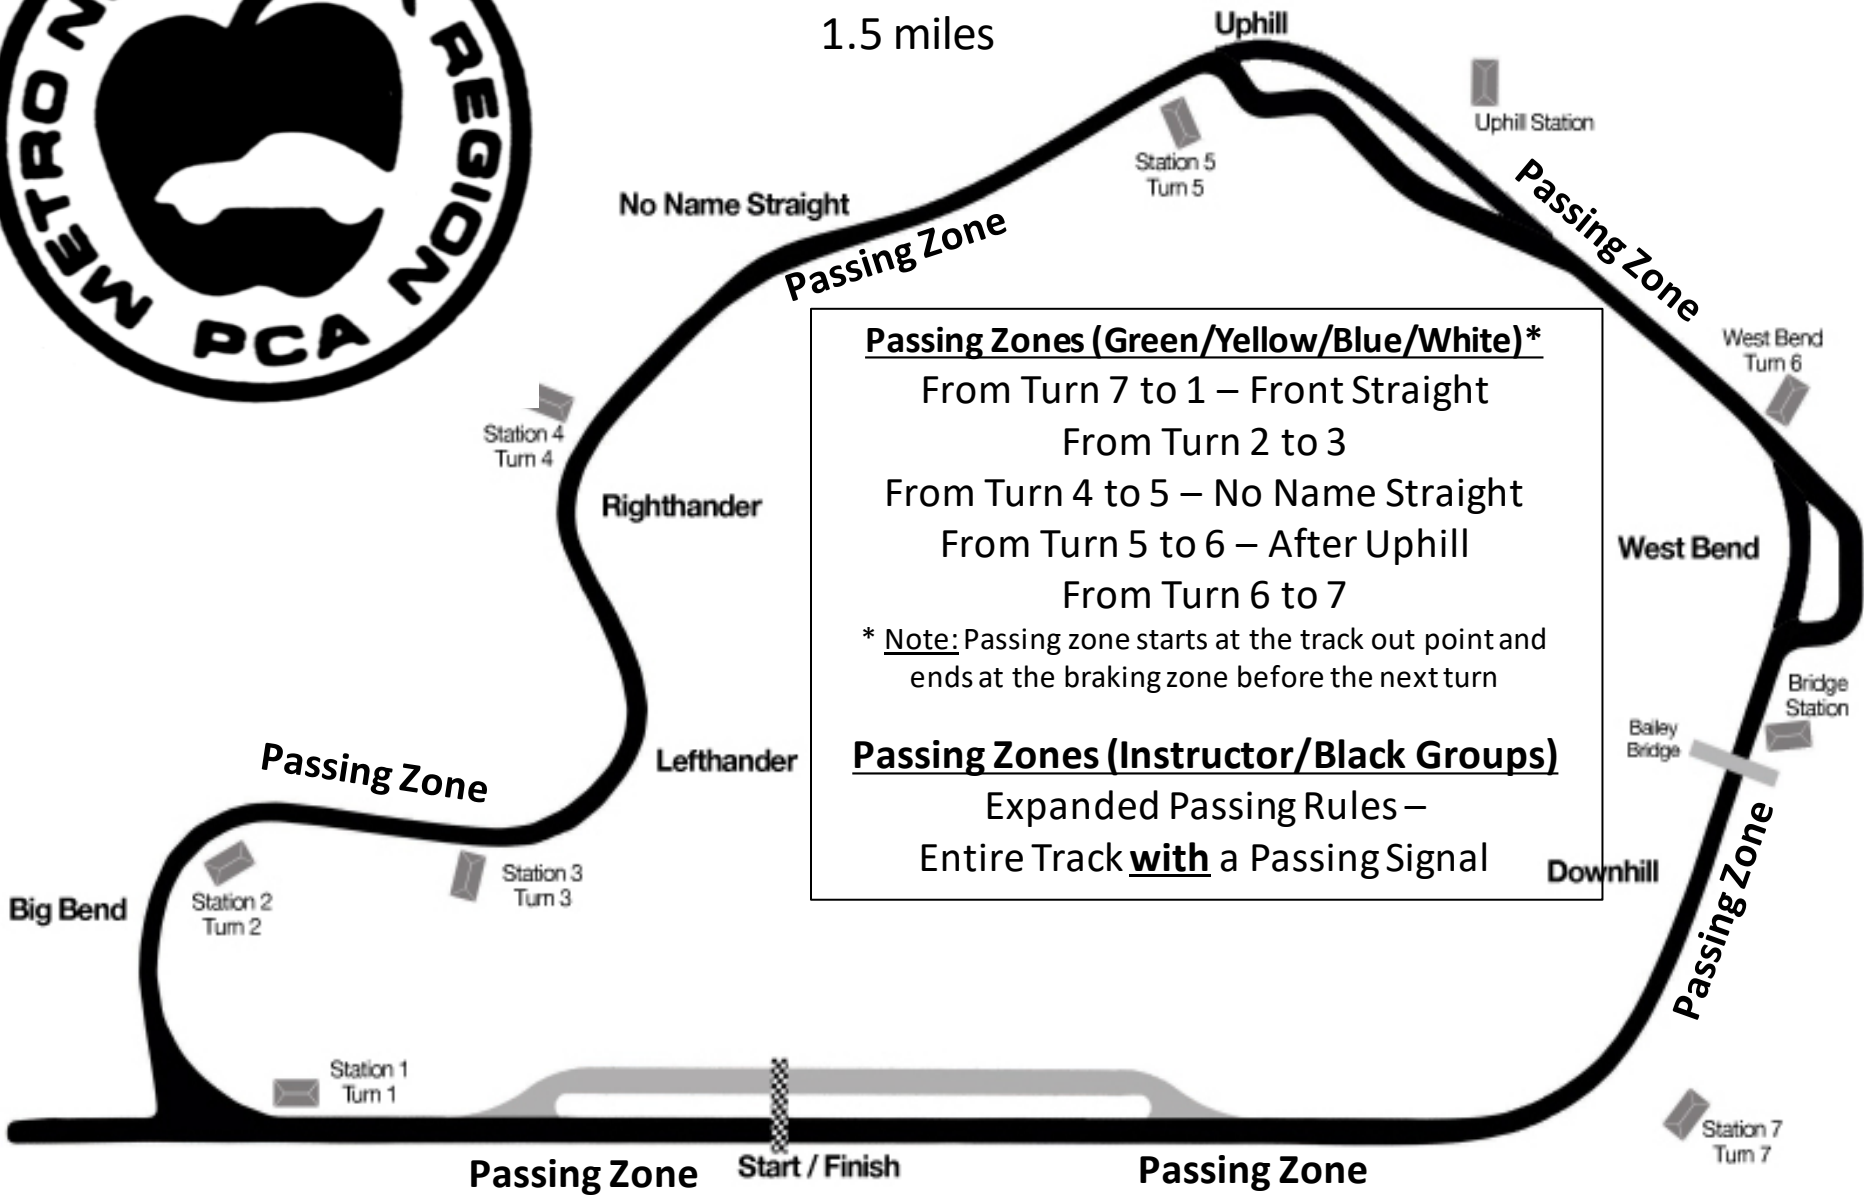 METRO N
REGION
PCA
1.5 miles
Uphill
Uphill Station
Station 5
Turn 5
Passing Zone
No Name Straight
Passing Zone
West Bend
Turn 6
Station 4
Turn 4
Righthander
Passing Zones (Green/Yellow/Blue/White)*
From Turn 7 to 1 – Front Straight
From Turn 2 to 3
From Turn 4 to 5 – No Name Straight
From Turn 5 to 6 – After Uphill
From Turn 6 to 7
* Note: Passing zone starts at the track out point and
ends at the braking zone before the next turn
Passing Zones (Instructor/Black Groups)
Expanded Passing Rules –
Entire Track with a Passing Signal
West Bend
Bridge
Station
Bailey
Bridge
Lefthander
Passing Zone
Downhill
Passing Zone
Station 3
Turn 3
Station 2
Turn 2
Big Bend
Station 1
Turn 1
Station 7
Turn 7
Passing Zone
Start / Finish
Passing Zone